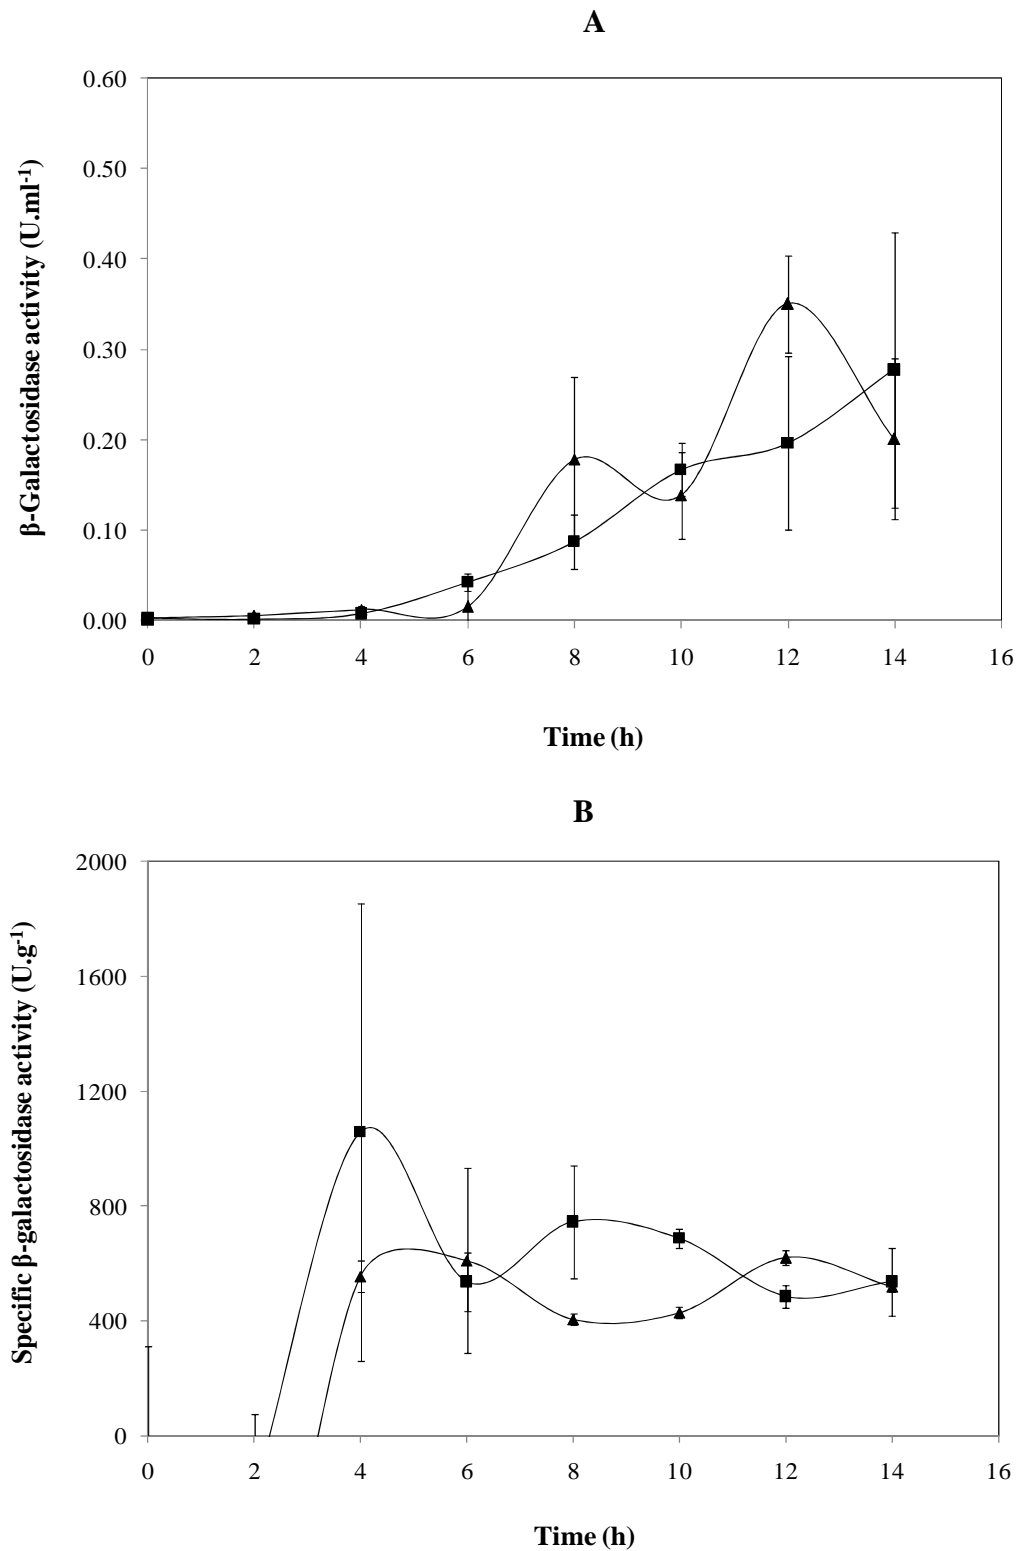 A
0.60
0.50
0.40
0.30
0.20
0.10
0.00
β-Galactosidase activity (U.ml⁻¹)
0 2 4 6 8 10 12 14 16
Time (h)
B
2000
1600
1200
800
400
0
Specific β-galactosidase activity (U.g⁻¹)
0 2 4 6 8 10 12 14 16
Time (h)